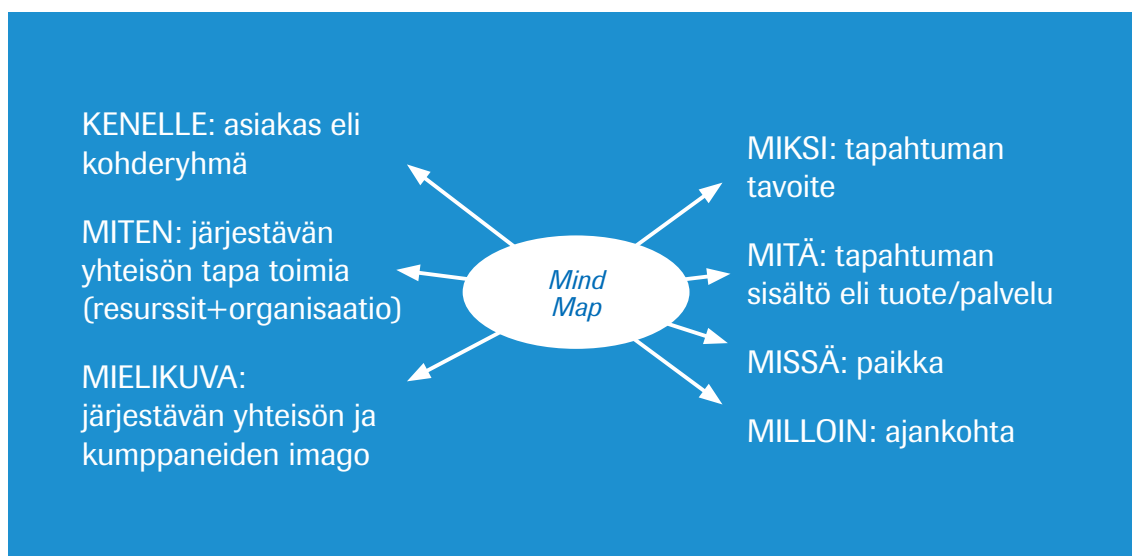 KENELLE: asiakas eli
kohderyhmä
MITEN: järjestävän
yhteisön tapa toimia
(resurssit+organisaatio)
MIELIKUVA:
järjestävän yhteisön ja
kumppaneiden imago
Mind
Map
MIKSI: tapahtuman
tavoite
MITÄ: tapahtuman
sisältö eli tuote/palvelu
MISSÄ: paikka
MILLOIN: ajankohta